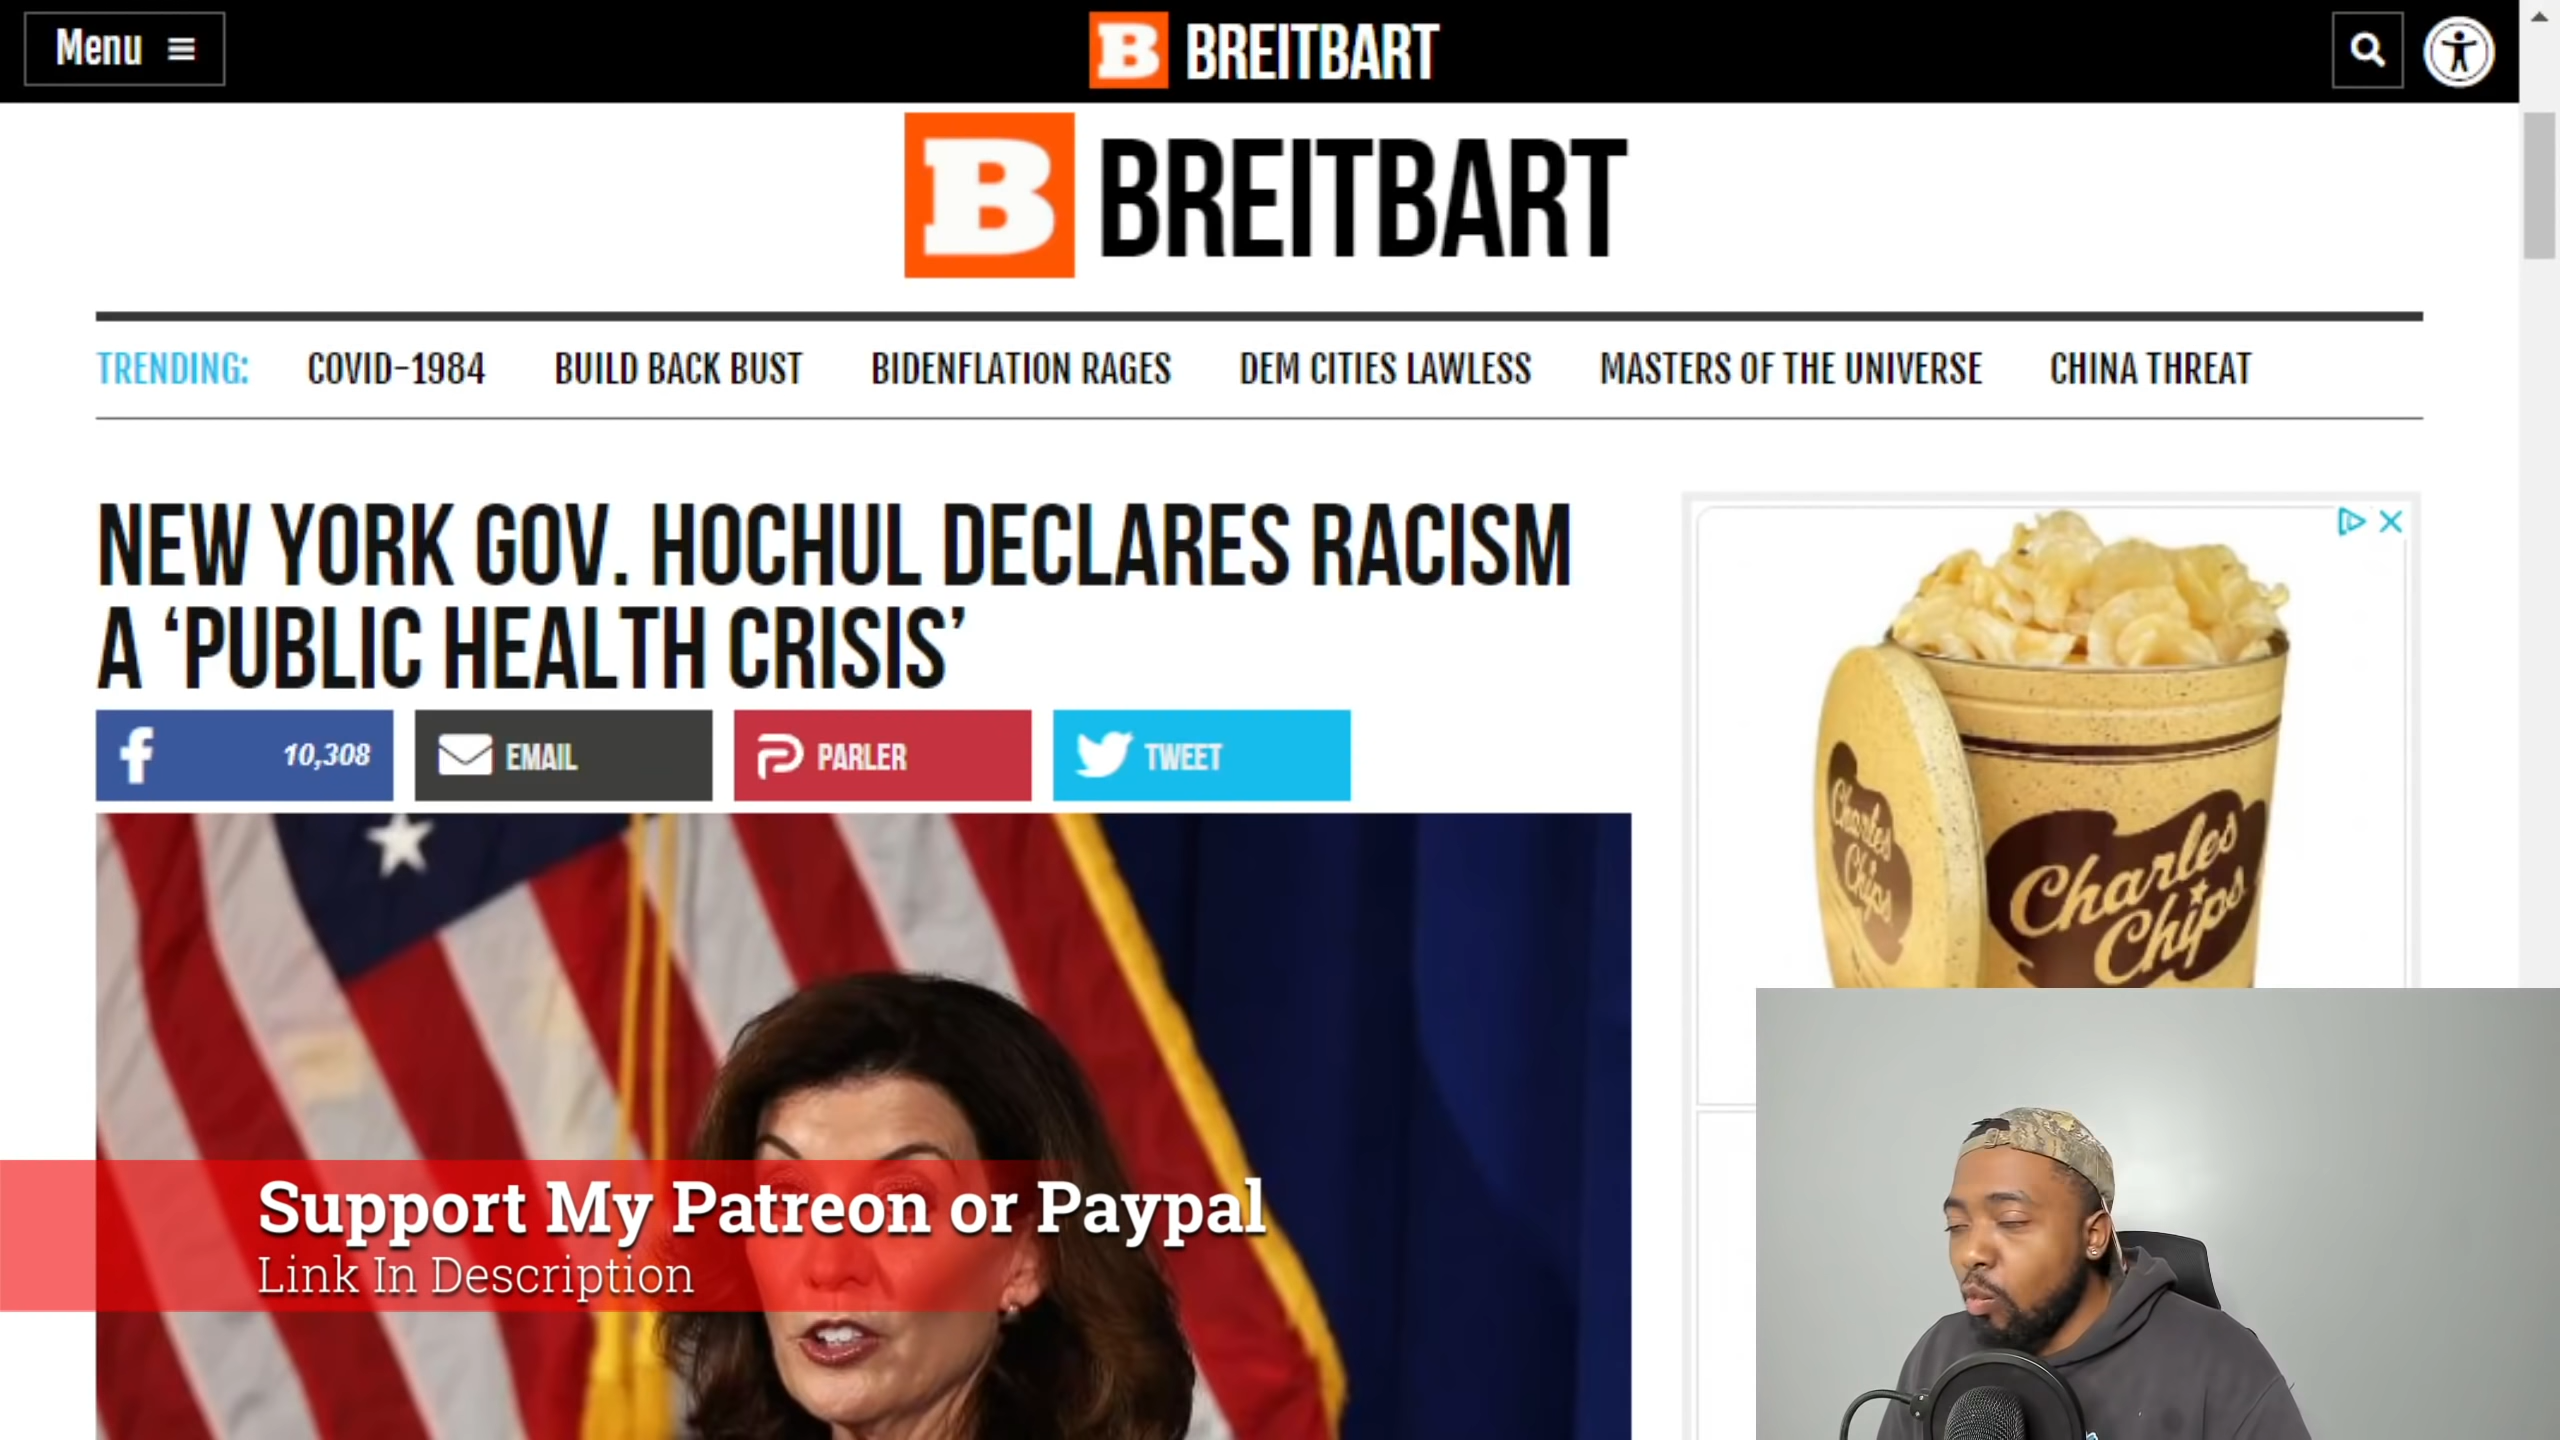 Menu
BREITBART
B BREITBART
TRENDING: COVID-1984 BUILD BACK BUST BIDENFLATION RAGES DEM CITIES LAWLESS MASTERS OF THE UNIVERSE CHINA THREAT
NEW YORK GOV. HOCHUL DECLARES RACISM
A ‘PUBLIC HEALTH CRISIS’
10,308
EMAIL
PARLER
TWEET
Charles
Chips
Charles
Chips
Support My Patreon or Paypal
Link In Description